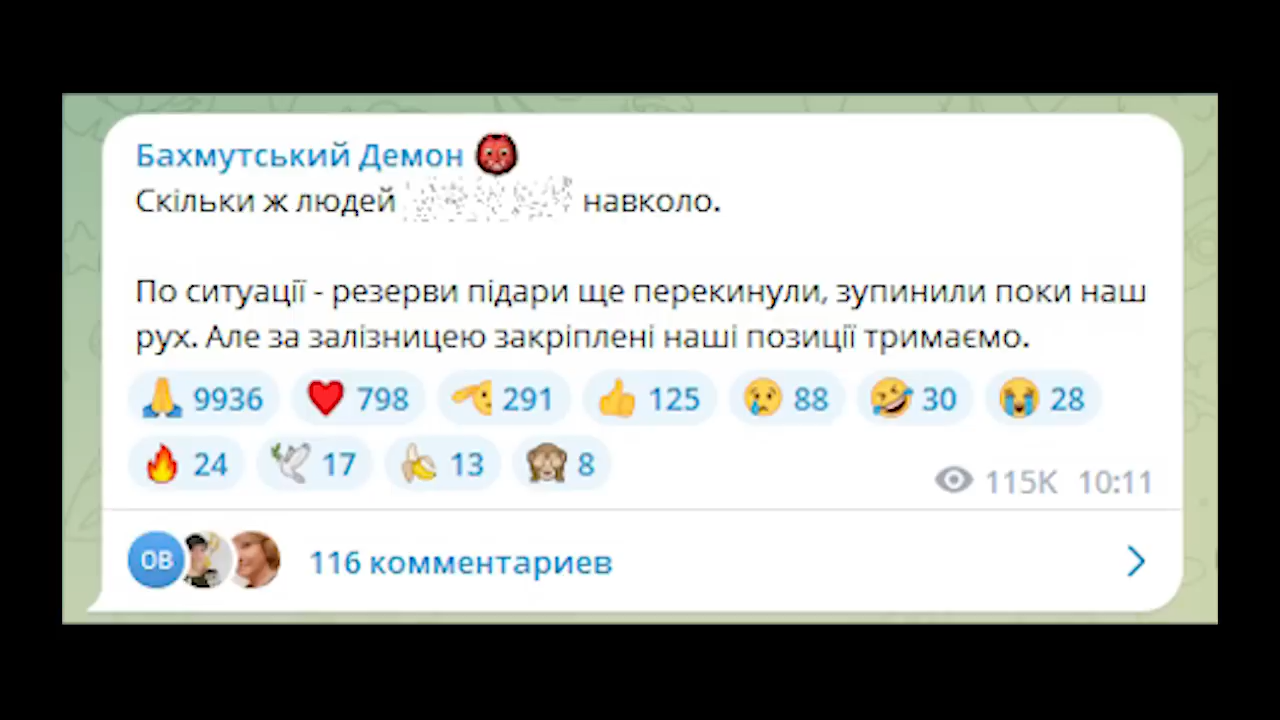 Бахмутський Демон
Скільки ж людей навколо.
По ситуації - резерви підари ще перекинули, зупинили поки наш
рух. Але за залізницею закріплені наші позиції тримаємо.
9936 798 291 125 88 30 28
24 17 13 8
115K 10:11
OB 116 комментариев